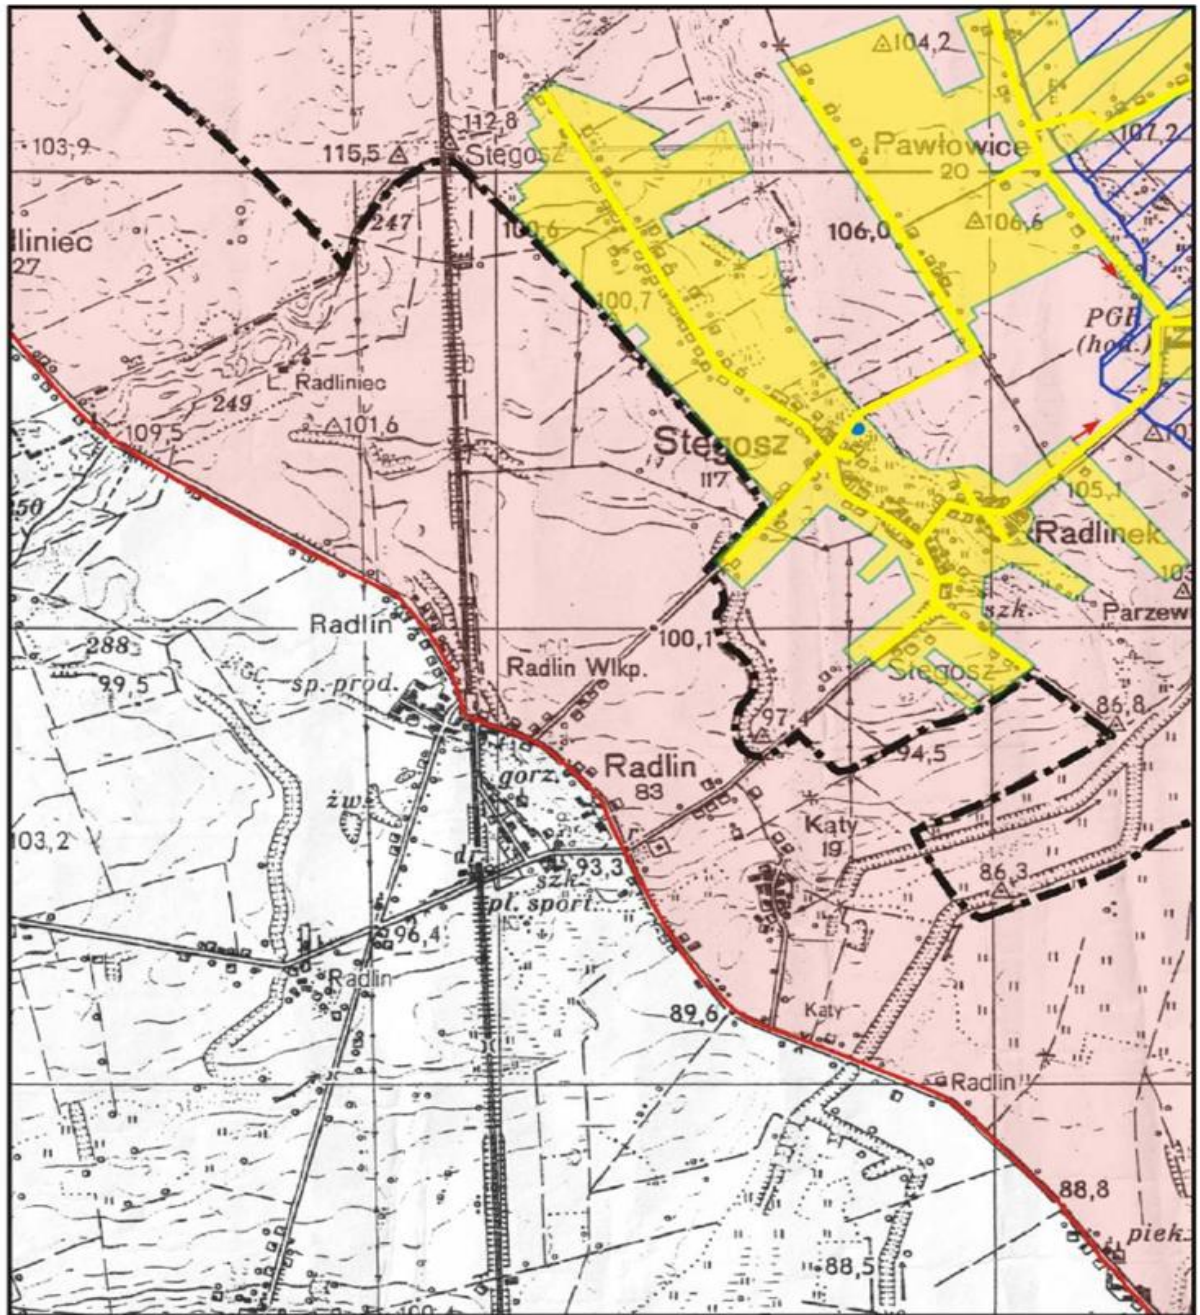 104,2
112,8
107,2
103,9
115,5
Stęgosz
Pawłowice
20
247
100,6
106,0
106,6
27
100,7
PGR
(hod.)
L. Radliniec
249
101,6
109,5
Stęgosz
117
105,1
Radlinek
Radlin
100,1
szk.
Parzew
288
99,5
sp. prod.
Radlin Wlkp.
Stęgosz
86,8
97
94,5
Radlin
83
gorz.
żw.
Kąty
19
103,2
dr.
93,3
szk.
86,3
pl. sport.
96,4
Radlin
89,6
Kąty
Radlin
88,8
piek.
88,5